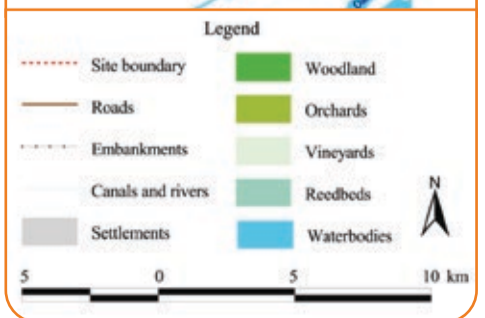 Legend
Site boundary
Roads
Embankments
Canals and rivers
Settlements
Woodland
Orchards
Vineyards
Reedbeds
Waterbodies
N
5 0 5 10 km